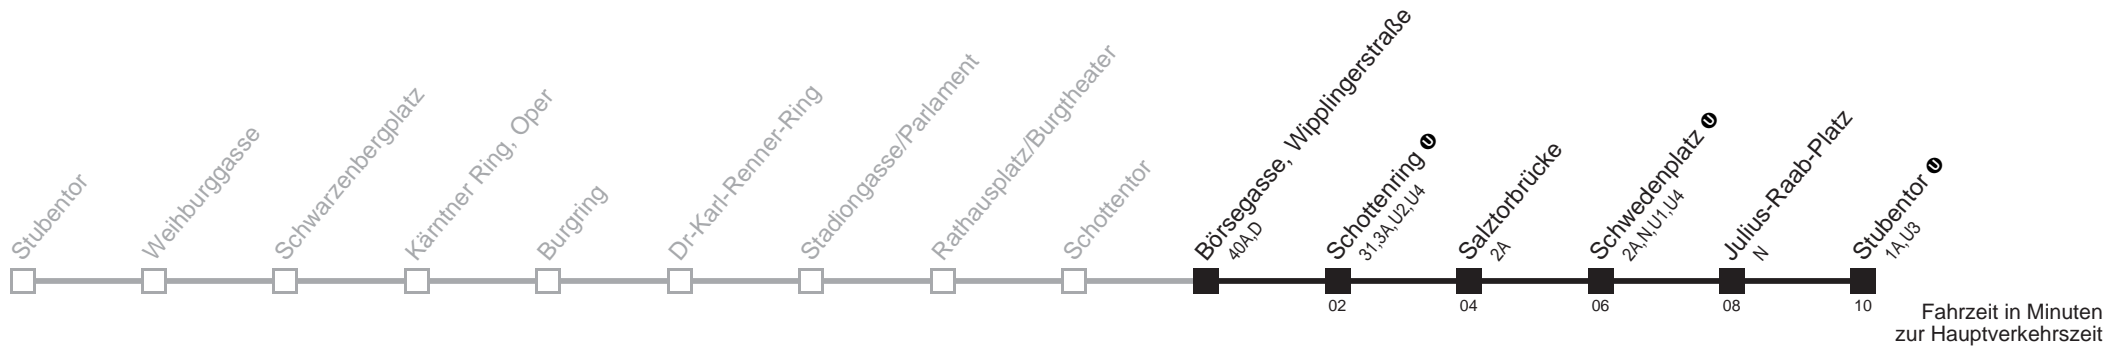 Stubentor
Weihburggasse
Schwarzenbergplatz
Kärntner Ring, Oper
Burgring
Dr-Karl-Renner-Ring
Stadiongasse/Parlament
Rathausplatz/Burgtheater
Schottentor
Börsegasse, Wipplingerstraße
40A,D
Schottenring U
31,3A,U2,U4
Salztorbrücke
2A
Schwedenplatz U
2A,N,U1,U4
Julius-Raab-Platz
N
Stubentor U
1A,U3
02
04
06
08
10
Fahrzeit in Minuten
zur Hauptverkehrszeit